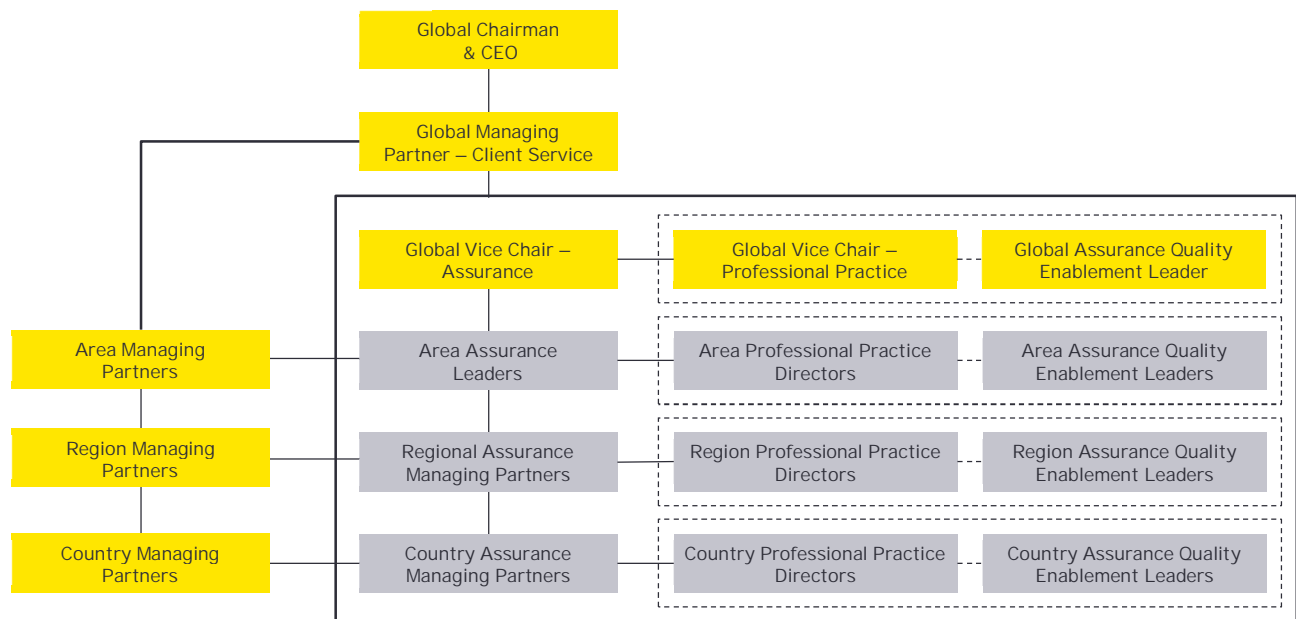 Global Chairman
& CEO
Global Managing
Partner – Client Service
Global Vice Chair –
Assurance
Global Vice Chair –
Professional Practice
Global Assurance Quality
Enablement Leader
Area Managing
Partners
Area Assurance
Leaders
Area Professional Practice
Directors
Area Assurance Quality
Enablement Leaders
Region Managing
Partners
Regional Assurance
Managing Partners
Region Professional Practice
Directors
Region Assurance Quality
Enablement Leaders
Country Managing
Partners
Country Assurance
Managing Partners
Country Professional Practice
Directors
Country Assurance Quality
Enablement Leaders